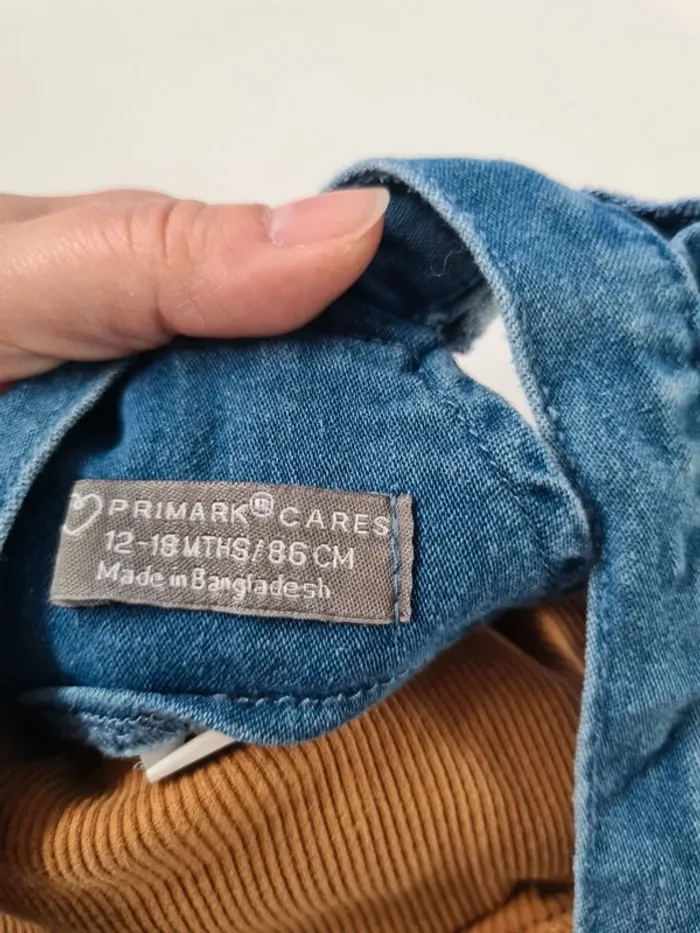 PRIMARK® CARES
12-18 MTHS/86 CM
Made in Bangladesh